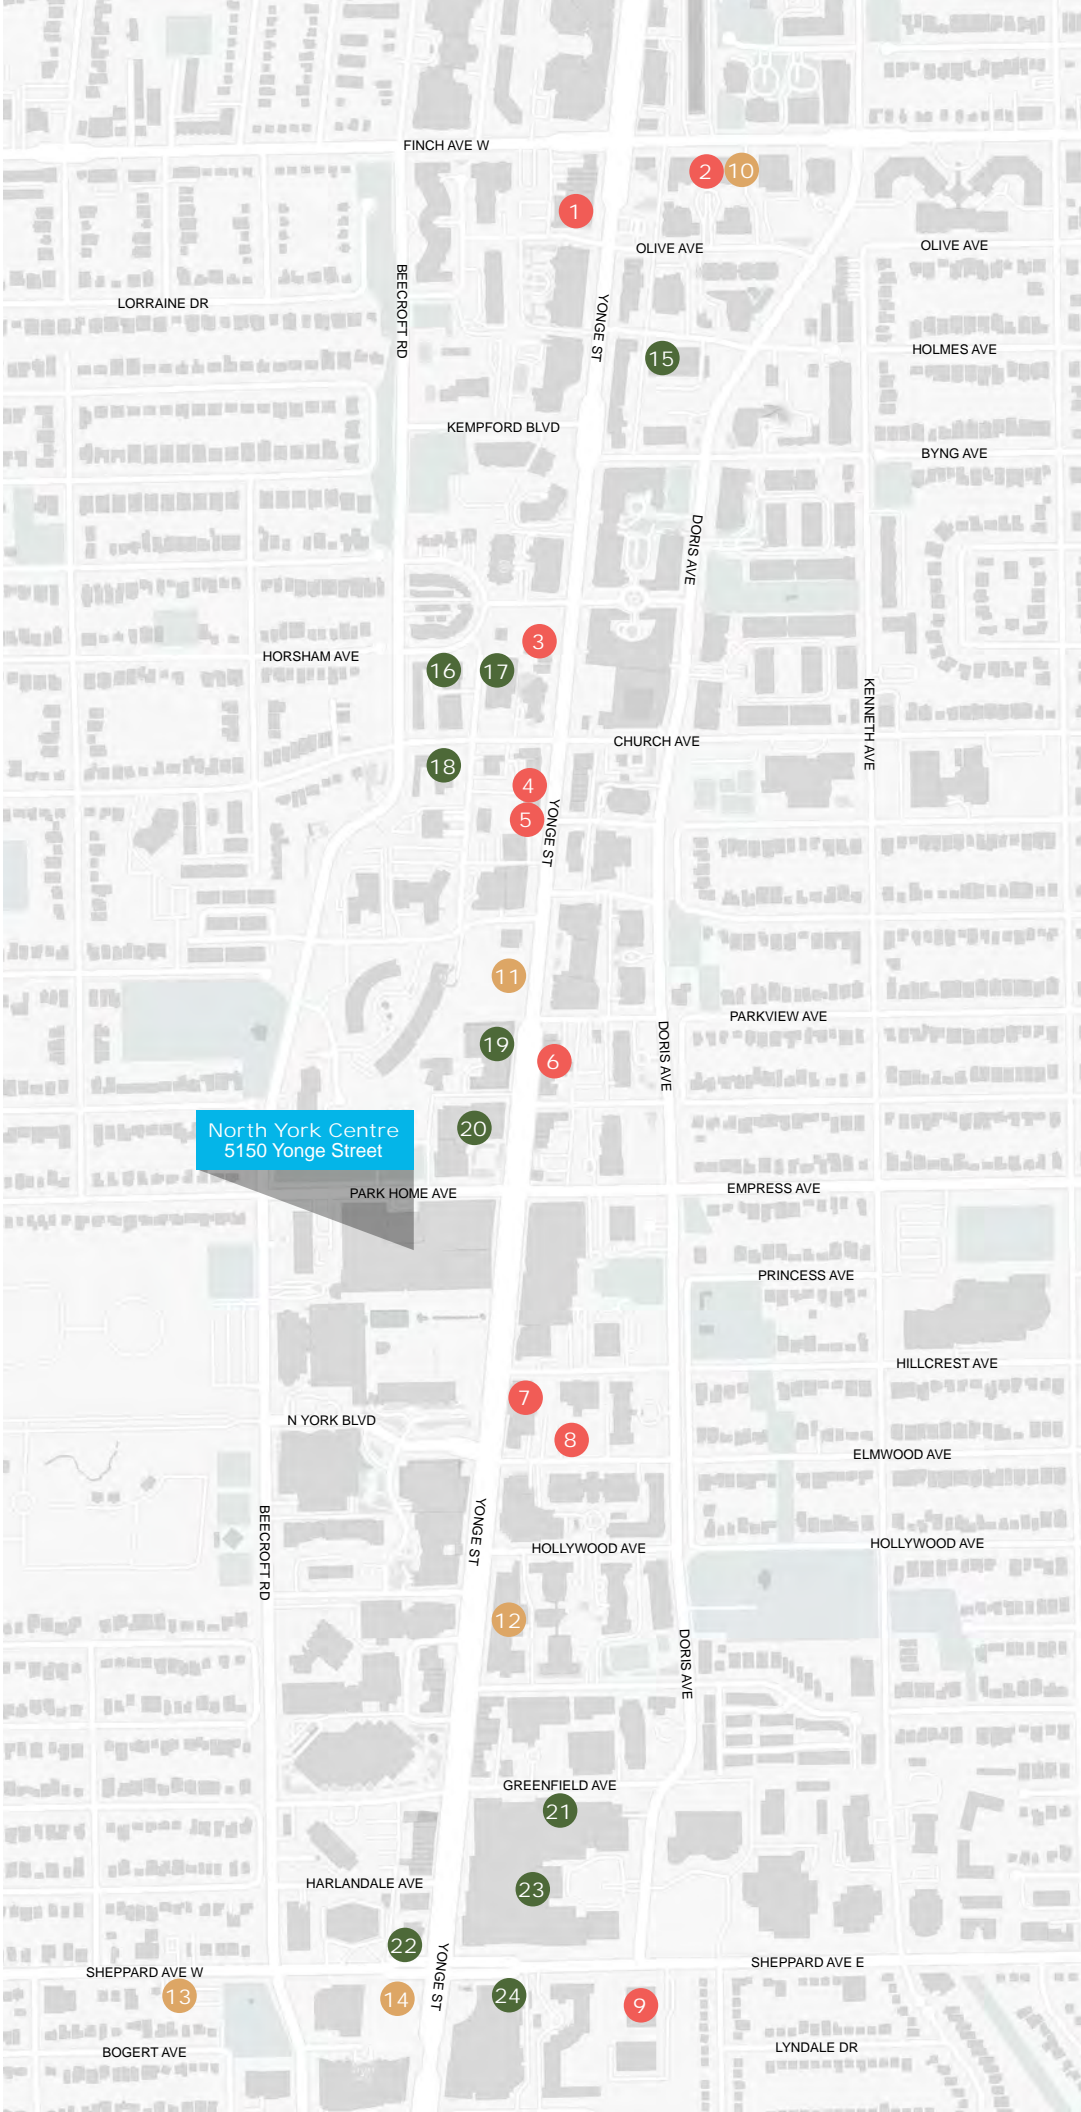 FINCH AVE W
2
10
1
OLIVE AVE
OLIVE AVE
BEECROFT RD
LORRAINE DR
YONGE ST
15
HOLMES AVE
KEMPFORD BLVD
BYNG AVE
DORIS AVE
3
HORSHAM AVE
16
17
KENNETH AVE
CHURCH AVE
18
4
5
YONGE ST
11
PARKVIEW AVE
19
6
DORIS AVE
20
North York Centre
5150 Yonge Street
PARK HOME AVE
EMPRESS AVE
PRINCESS AVE
HILLCREST AVE
7
N YORK BLVD
8
ELMWOOD AVE
YONGE ST
BEECROFT RD
HOLLYWOOD AVE
HOLLYWOOD AVE
12
DORIS AVE
GREENFIELD AVE
21
HARLANDALE AVE
23
22
SHEPPARD AVE W
YONGE ST
SHEPPARD AVE E
13
14
24
9
BOGERT AVE
LYNDALE DR